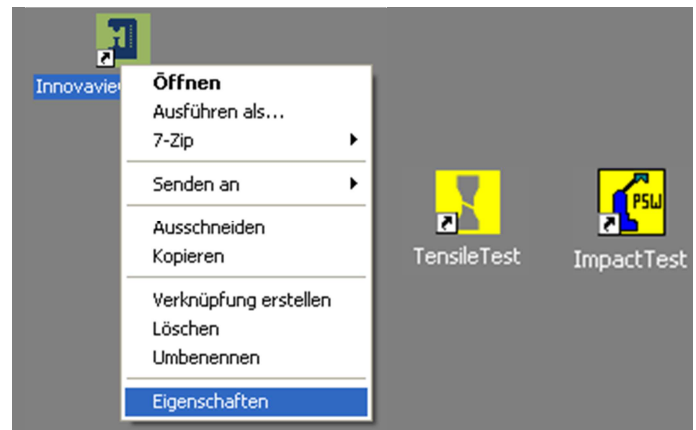 Innovavie
Öffnen
Ausführen als...
7-Zip
Senden an
Ausschneiden
Kopieren
Verknüpfung erstellen
Löschen
Umbenennen
Eigenschaften
TensileTest
PSW
ImpactTest